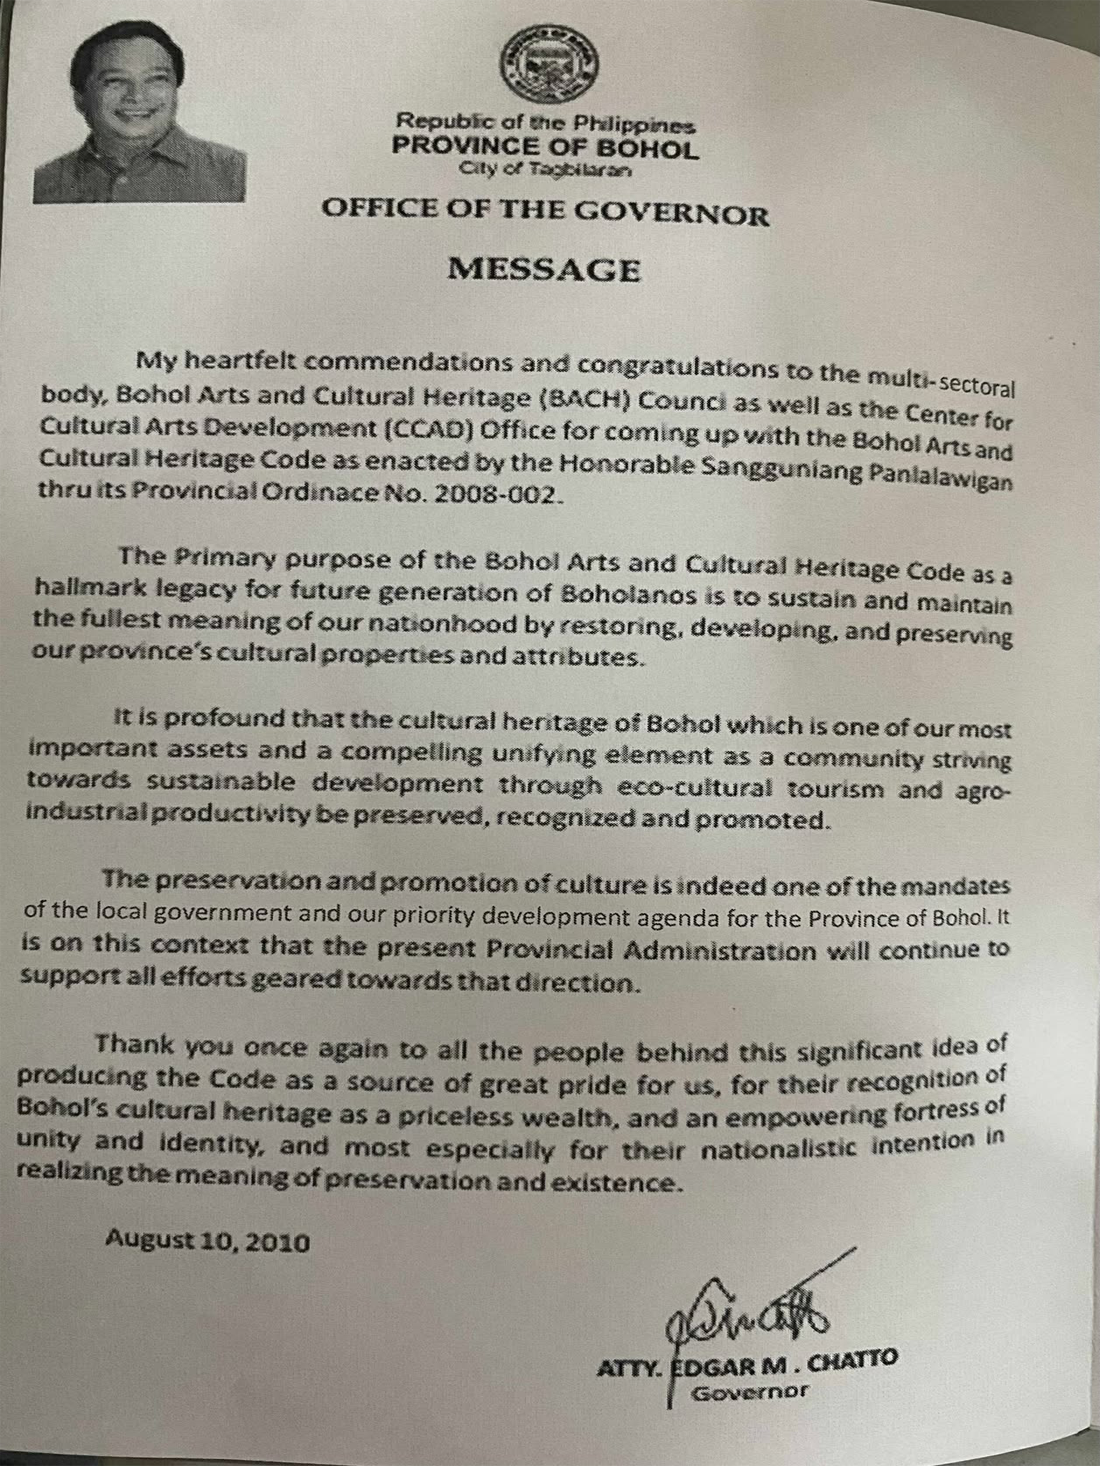 PROVINCE OF BOHOL
Republic of the Philippines
PROVINCE OF BOHOL
City of Tagbilaran
OFFICE OF THE GOVERNOR
MESSAGE
My heartfelt commendations and congratulations to the multi-sectoral
body, Bohol Arts and Cultural Heritage (BACH) Counci as well as the Center for
Cultural Arts Development (CCAD) Office for coming up with the Bohol Arts and
Cultural Heritage Code as enacted by the Honorable Sangguniang Panlalawigan
thru its Provincial Ordinace No. 2008-002.
The Primary purpose of the Bohol Arts and Cultural Heritage Code as a
hallmark legacy for future generation of Boholanos is to sustain and maintain
the fullest meaning of our nationhood by restoring, developing, and preserving
our province's cultural properties and attributes.
It is profound that the cultural heritage of Bohol which is one of our most
important assets and a compelling unifying element as a community striving
towards sustainable development through eco-cultural tourism and agro-
industrial productivity be preserved, recognized and promoted.
The preservation and promotion of culture is indeed one of the mandates
of the local government and our priority development agenda for the Province of Bohol. It
is on this context that the present Provincial Administration will continue to
support all efforts geared towards that direction.
Thank you once again to all the people behind this significant idea of
producing the Code as a source of great pride for us, for their recognition of
Bohol's cultural heritage as a priceless wealth, and an empowering fortress of
unity and identity, and most especially for their nationalistic intention in
realizing the meaning of preservation and existence.
August 10, 2010
ATTY. EDGAR M . CHATTO
Governor